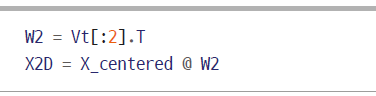 W2 = Vt[:2].T
X2D = X_centered @ W2